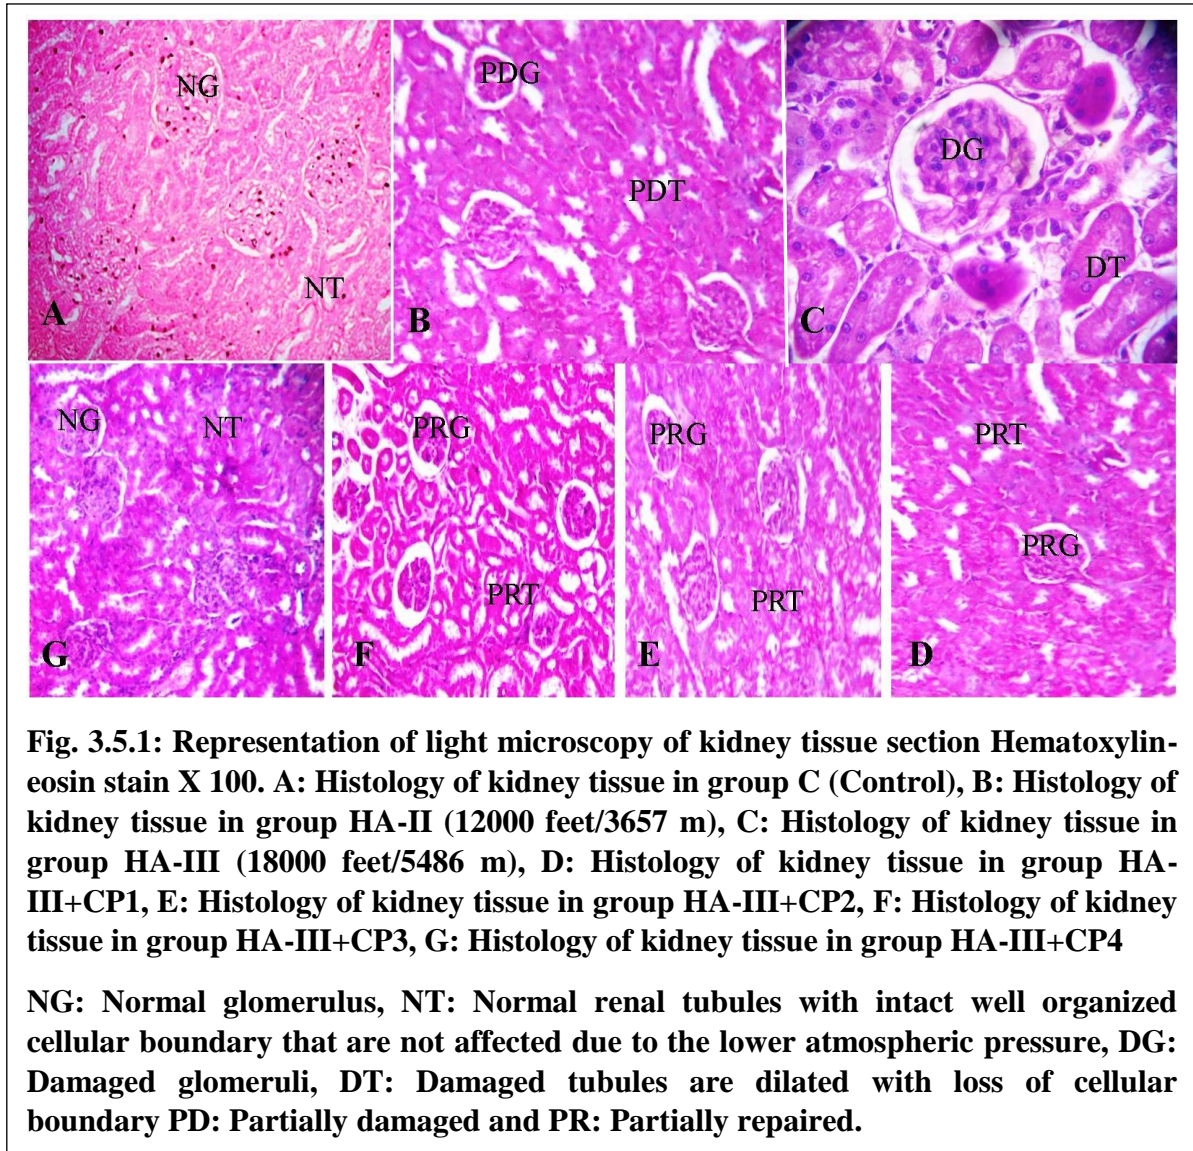 NG
NT
A
PDG
PDT
B
DG
DT
C
NG
NT
G
PRG
PRT
F
PRG
PRT
E
PRT
PRG
D
Fig. 3.5.1: Representation of light microscopy of kidney tissue section Hematoxylin-
eosin stain X 100. A: Histology of kidney tissue in group C (Control), B: Histology of
kidney tissue in group HA-II (12000 feet/3657 m), C: Histology of kidney tissue in
group HA-III (18000 feet/5486 m), D: Histology of kidney tissue in group HA-
III+CP1, E: Histology of kidney tissue in group HA-III+CP2, F: Histology of kidney
tissue in group HA-III+CP3, G: Histology of kidney tissue in group HA-III+CP4
NG: Normal glomerulus, NT: Normal renal tubules with intact well organized
cellular boundary that are not affected due to the lower atmospheric pressure, DG:
Damaged glomeruli, DT: Damaged tubules are dilated with loss of cellular
boundary PD: Partially damaged and PR: Partially repaired.